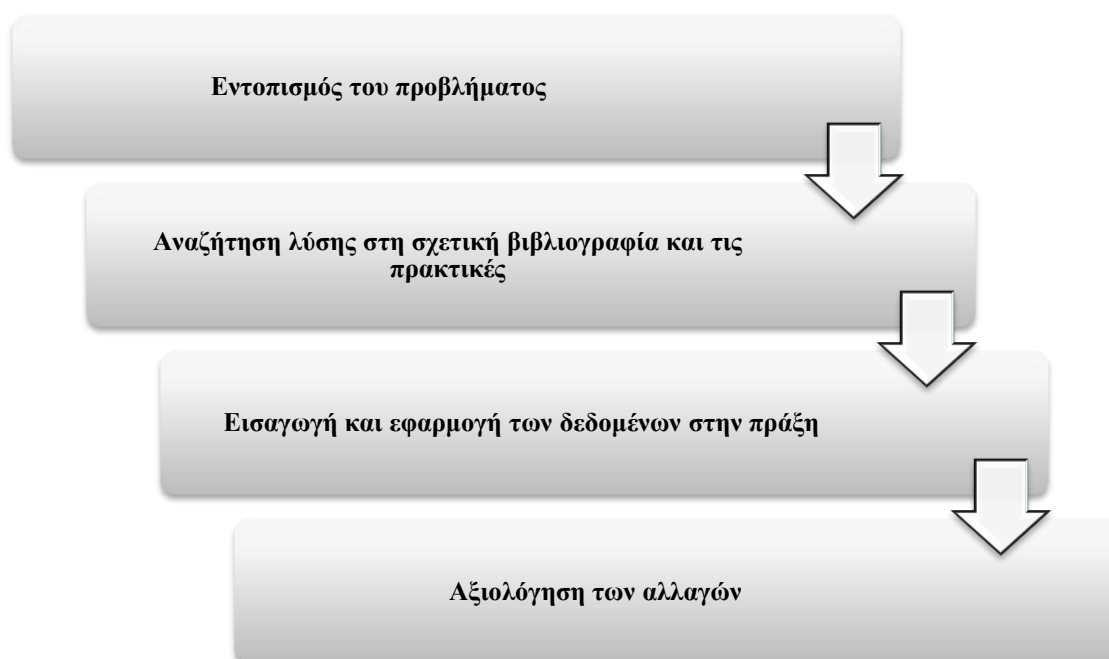 Εντοπισμός του προβλήματος
Αναζήτηση λύσης στη σχετική βιβλιογραφία και τις
πρακτικές
Εισαγωγή και εφαρμογή των δεδομένων στην πράξη
Αξιολόγηση των αλλαγών